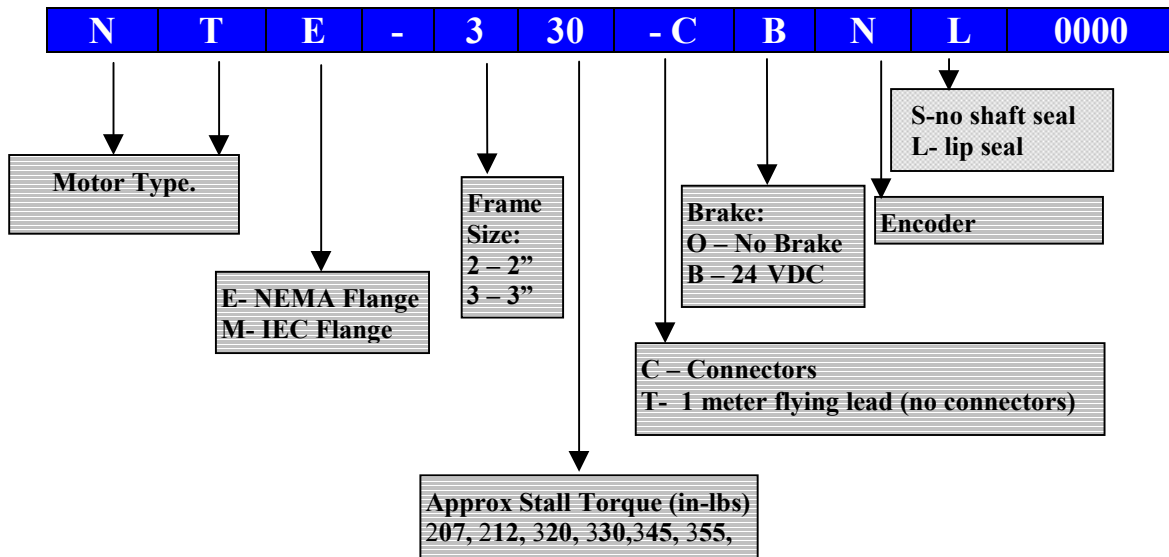 N T E - 3 30 - C B N L 0000
S-no shaft seal
L- lip seal
Motor Type.
Frame
Size:
2 – 2”
3 – 3”
Brake:
O – No Brake
B – 24 VDC
Encoder
E- NEMA Flange
M- IEC Flange
C – Connectors
T- 1 meter flying lead (no connectors)
Approx Stall Torque (in-lbs)
207, 212, 320, 330,345, 355,